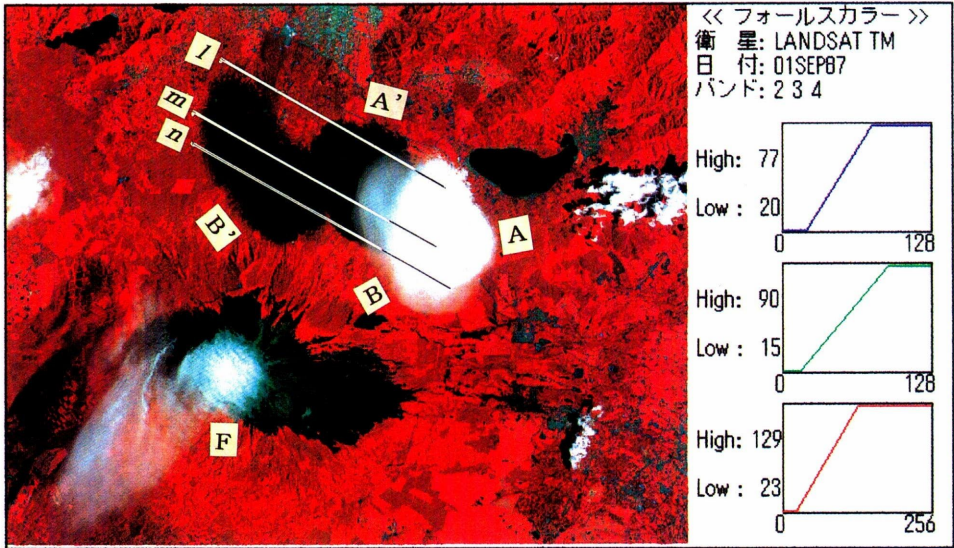 << フォールスカラー >>
衛 星: LANDSAT TM
日 付: 01SEP87
バンド: 2 3 4
High: 77
Low : 20
0 128
High: 90
Low : 15
0 128
High: 129
Low : 23
0 256
l
A'
m
n
B'
A
B
F